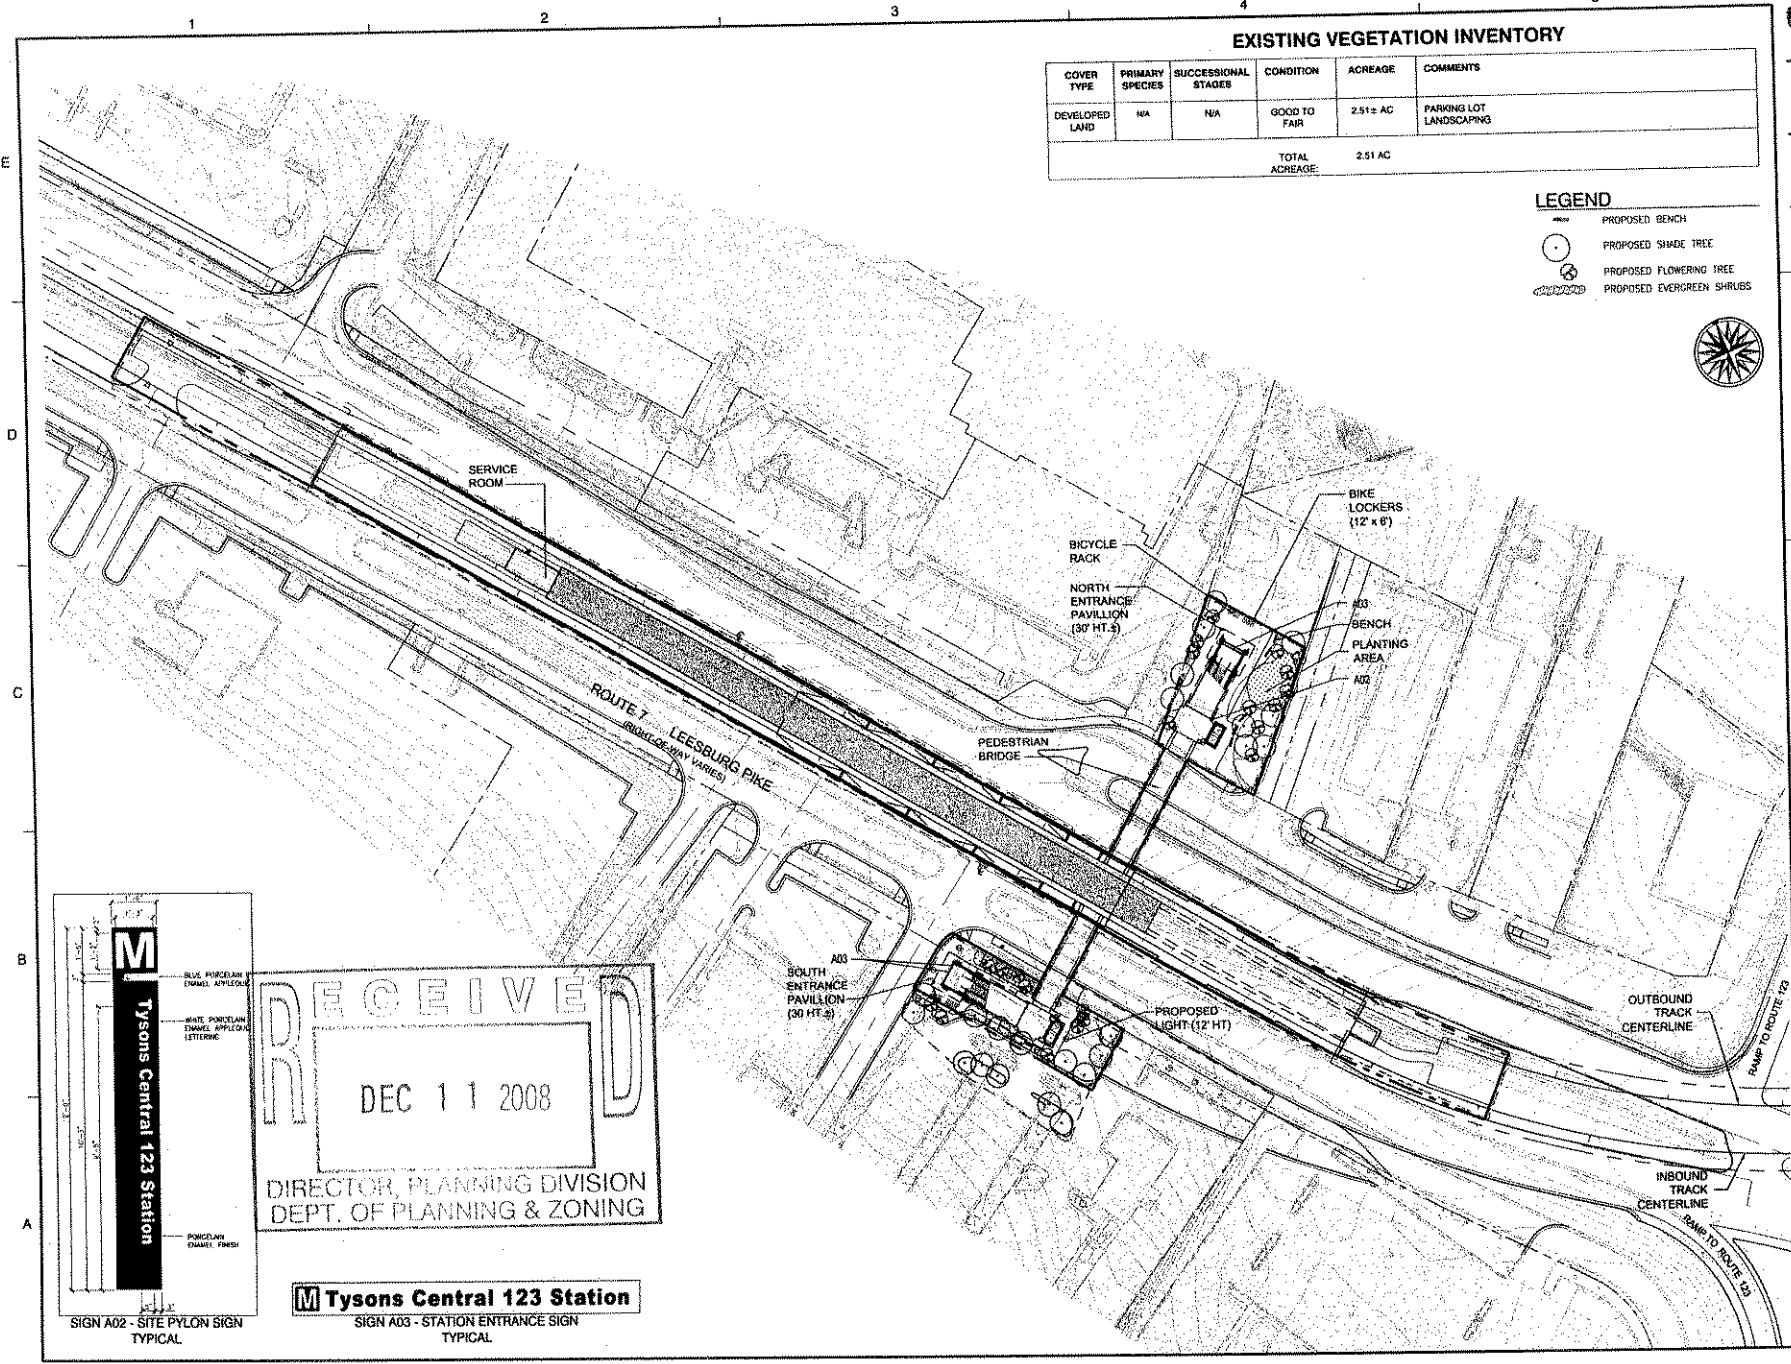 1 2 3 4
EXISTING VEGETATION INVENTORY
COVER TYPE PRIMARY SPECIES SUCCESSIONAL STAGES CONDITION ACREAGE COMMENTS
DEVELOPED LAND N/A N/A GOOD TO FAIR 2.51± AC PARKING LOT LANDSCAPING
TOTAL ACREAGE: 2.51 AC
LEGEND
PROPOSED BENCH
PROPOSED SHADE TREE
PROPOSED FLOWERING TREE
PROPOSED EVERGREEN SHRUBS
E
D
C
B
A
SERVICE
ROOM
BIKE
LOCKERS
(12' x 6')
BICYCLE
RACK
NORTH
ENTRANCE
PAVILLION
(30' HT.±)
A03
BENCH
PLANTING
AREA
A02
ROUTE 7 LEESBURG PIKE
(RIGHT-OF-WAY VARIES)
PEDESTRIAN
BRIDGE
A03
SOUTH
ENTRANCE
PAVILLION
(30 HT.±)
PROPOSED
LIGHT (12' HT)
OUTBOUND
TRACK
CENTERLINE
RAMP TO ROUTE 123
INBOUND
TRACK
CENTERLINE
RAMP TO ROUTE 123
M
Tysons Central 123 Station
BLUE PORCELAIN
ENAMEL APPLEQUE
WHITE PORCELAIN
ENAMEL APPLEQUE
LETTERING
PORCELAIN
ENAMEL FINISH
SIGN A02 - SITE PYLON SIGN
TYPICAL
RECEIVED
DEC 11 2008
DIRECTOR, PLANNING DIVISION
DEPT. OF PLANNING & ZONING
M Tysons Central 123 Station
SIGN A03 - STATION ENTRANCE SIGN
TYPICAL